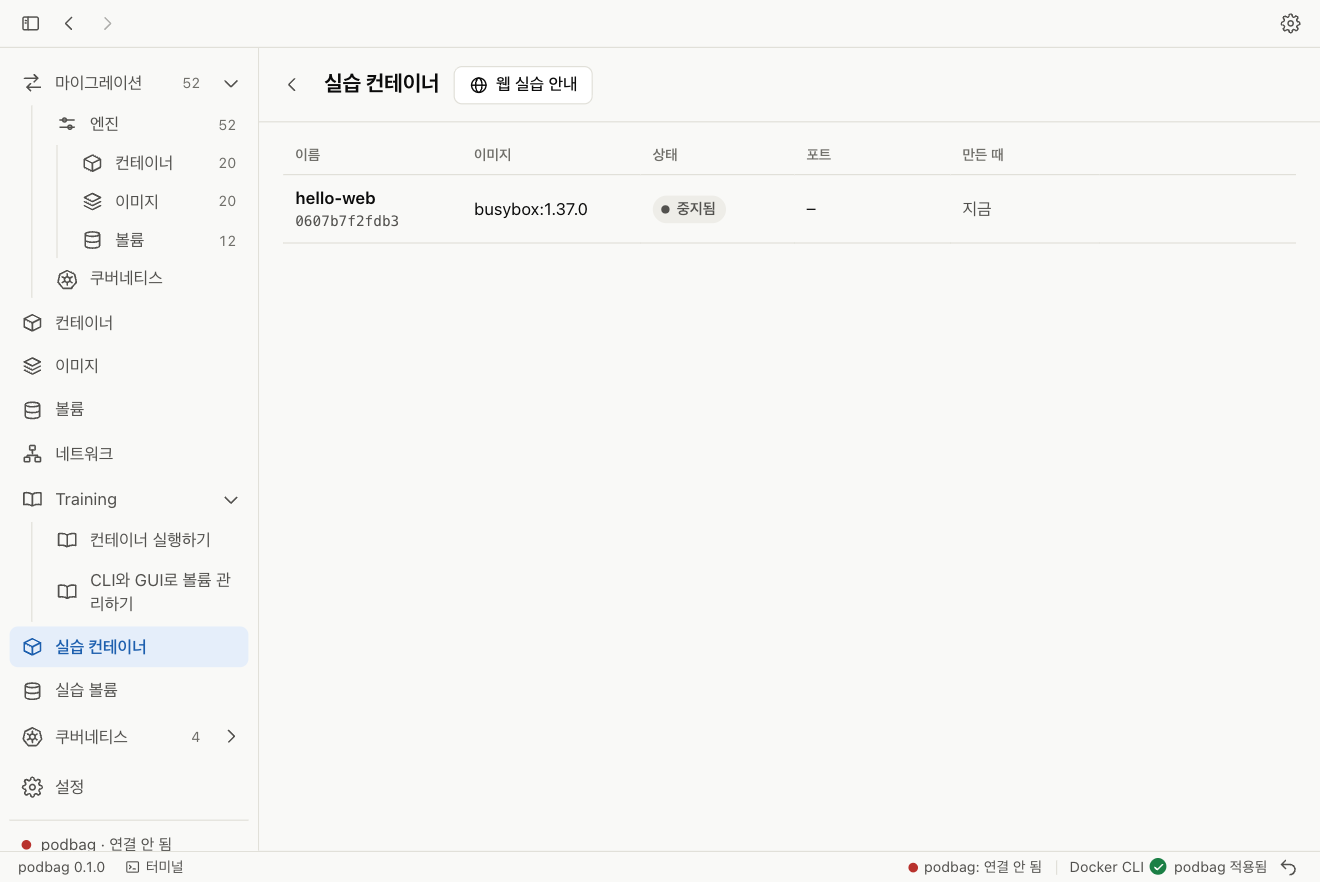 마이그레이션 52
엔진 52
컨테이너 20
이미지 20
볼륨 12
쿠버네티스
컨테이너
이미지
볼륨
네트워크
Training
컨테이너 실행하기
CLI와 GUI로 볼륨 관
리하기
실습 컨테이너
실습 볼륨
쿠버네티스 4
설정
podbag · 연결 안 됨
실습 컨테이너 웹 실습 안내
이름 이미지 상태 포트 만든 때
hello-web
0607b7f2fdb3
busybox:1.37.0 중지됨 – 지금
podbag 0.1.0 터미널 podbag: 연결 안 됨 Docker CLI podbag 적용됨